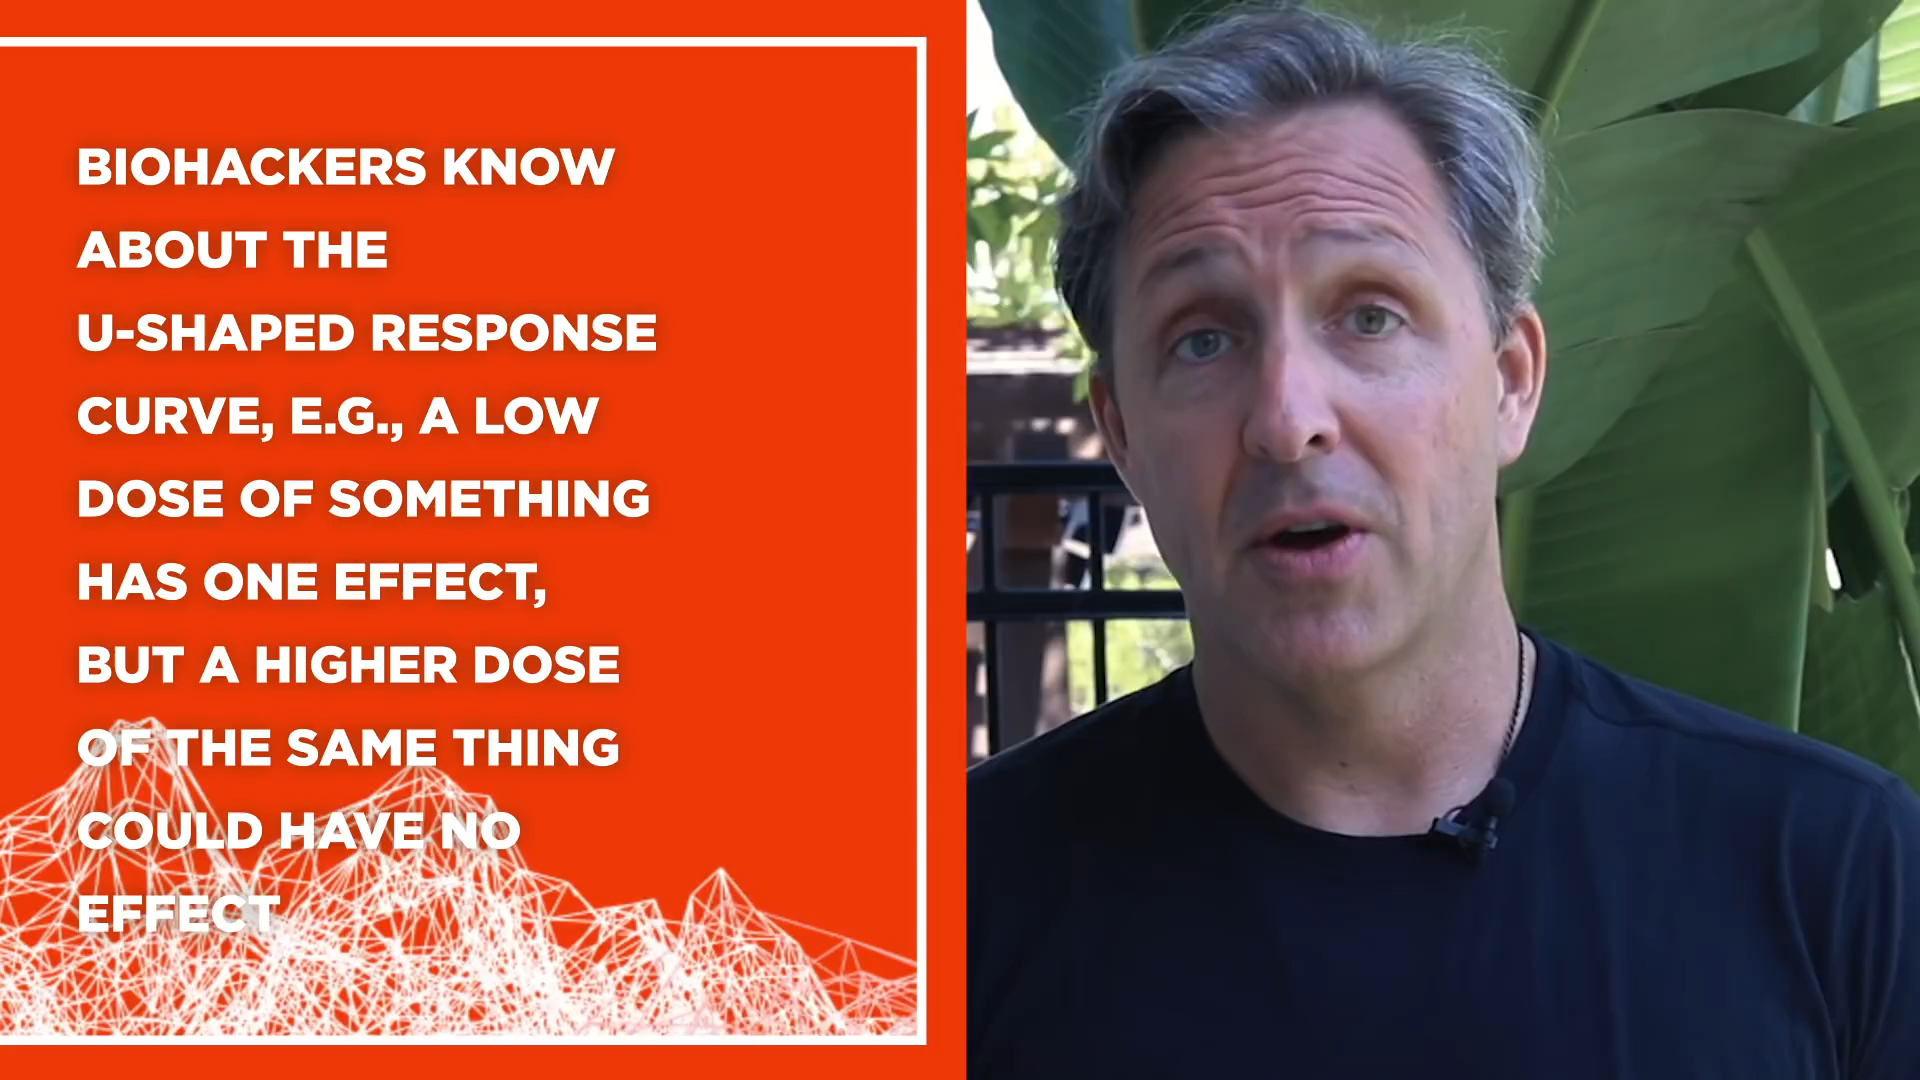 BIOHACKERS KNOW
ABOUT THE
U-SHAPED RESPONSE
CURVE, E.G., A LOW
DOSE OF SOMETHING
HAS ONE EFFECT,
BUT A HIGHER DOSE
OF THE SAME THING
COULD HAVE NO
EFFECT